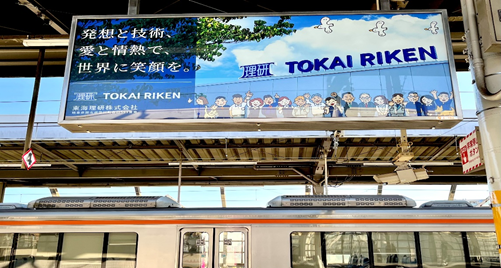 発想と技術、
愛と情熱で、
世界に笑顔を。
理研 TOKAI RIKEN
東海理研株式会社
理研 TOKAI RIKEN